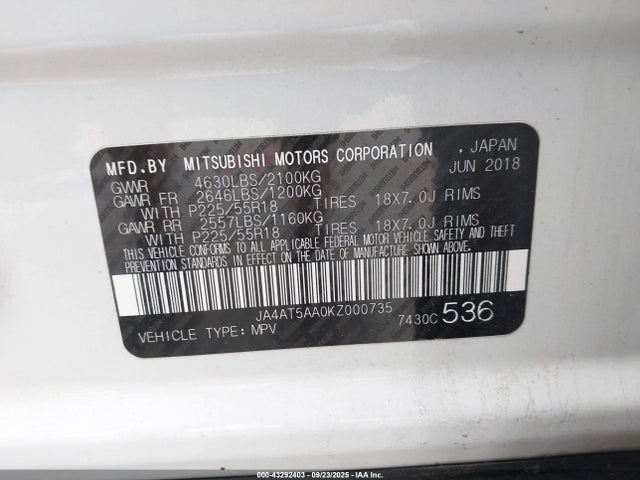 MFD.BY MITSUBISHI MOTORS CORPORATION , JAPAN
GVWR 4630LBS/2100KG JUN 2018
GAWR FR 2646LBS/1200KG
WITH P225/55R18 TIRES 18X7.0J RIMS
GAWR RR 2557LBS/1160KG
WITH P225/55R18 TIRES 18X7.0J RIMS
THIS VEHICLE CONFORMS TO ALL APPLICABLE FEDERAL MOTOR VEHICLE SAFETY AND THEFT
PREVENTION STANDARDS IN EFFECT ON THE DATE OF MANUFACTURE SHOWN ABOVE.
JA4AT5AA0KZ000735
VEHICLE TYPE: MPV 7430C 536
© 43292403 - 09/23/2025 - IAA Inc.